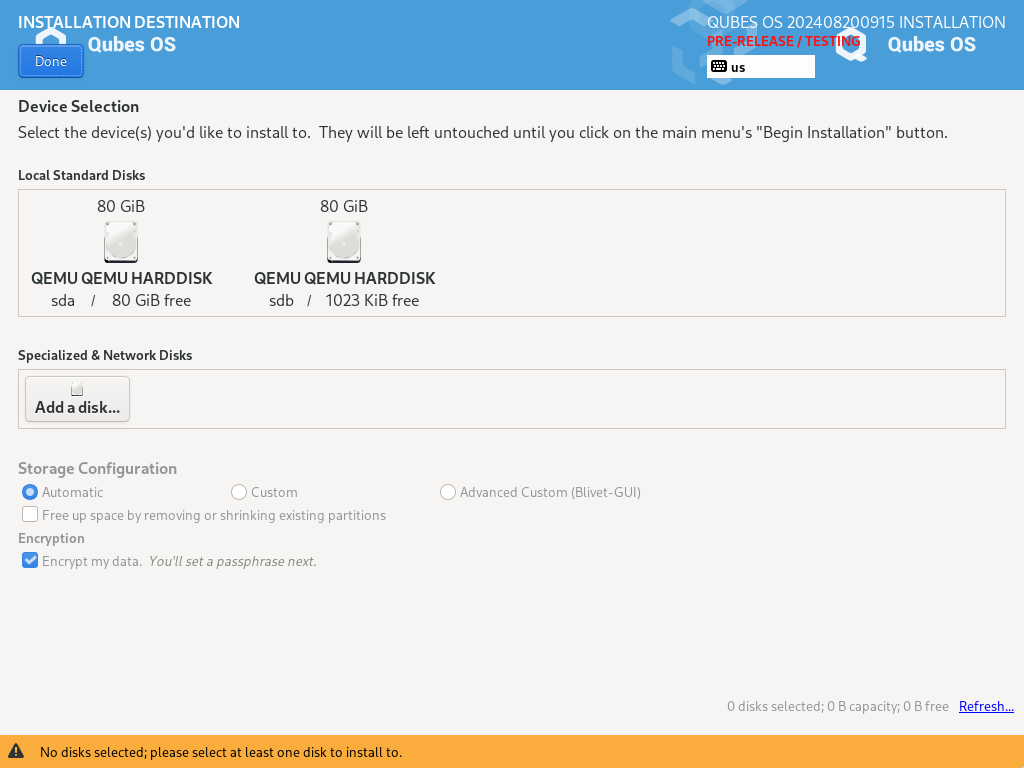 INSTALLATION DESTINATION
Qubes OS
Done
QUBES OS 202408200915 INSTALLATION
PRE-RELEASE / TESTING
Qubes OS
us
Device Selection
Select the device(s) you'd like to install to.  They will be left untouched until you click on the main menu's "Begin Installation" button.
Local Standard Disks
80 GiB
QEMU QEMU HARDDISK
sda / 80 GiB free
80 GiB
QEMU QEMU HARDDISK
sdb / 1023 KiB free
Specialized & Network Disks
Add a disk...
Storage Configuration
Automatic
Custom
Advanced Custom (Blivet-GUI)
Free up space by removing or shrinking existing partitions
Encryption
Encrypt my data. You'll set a passphrase next.
0 disks selected; 0 B capacity; 0 B free Refresh...
No disks selected; please select at least one disk to install to.